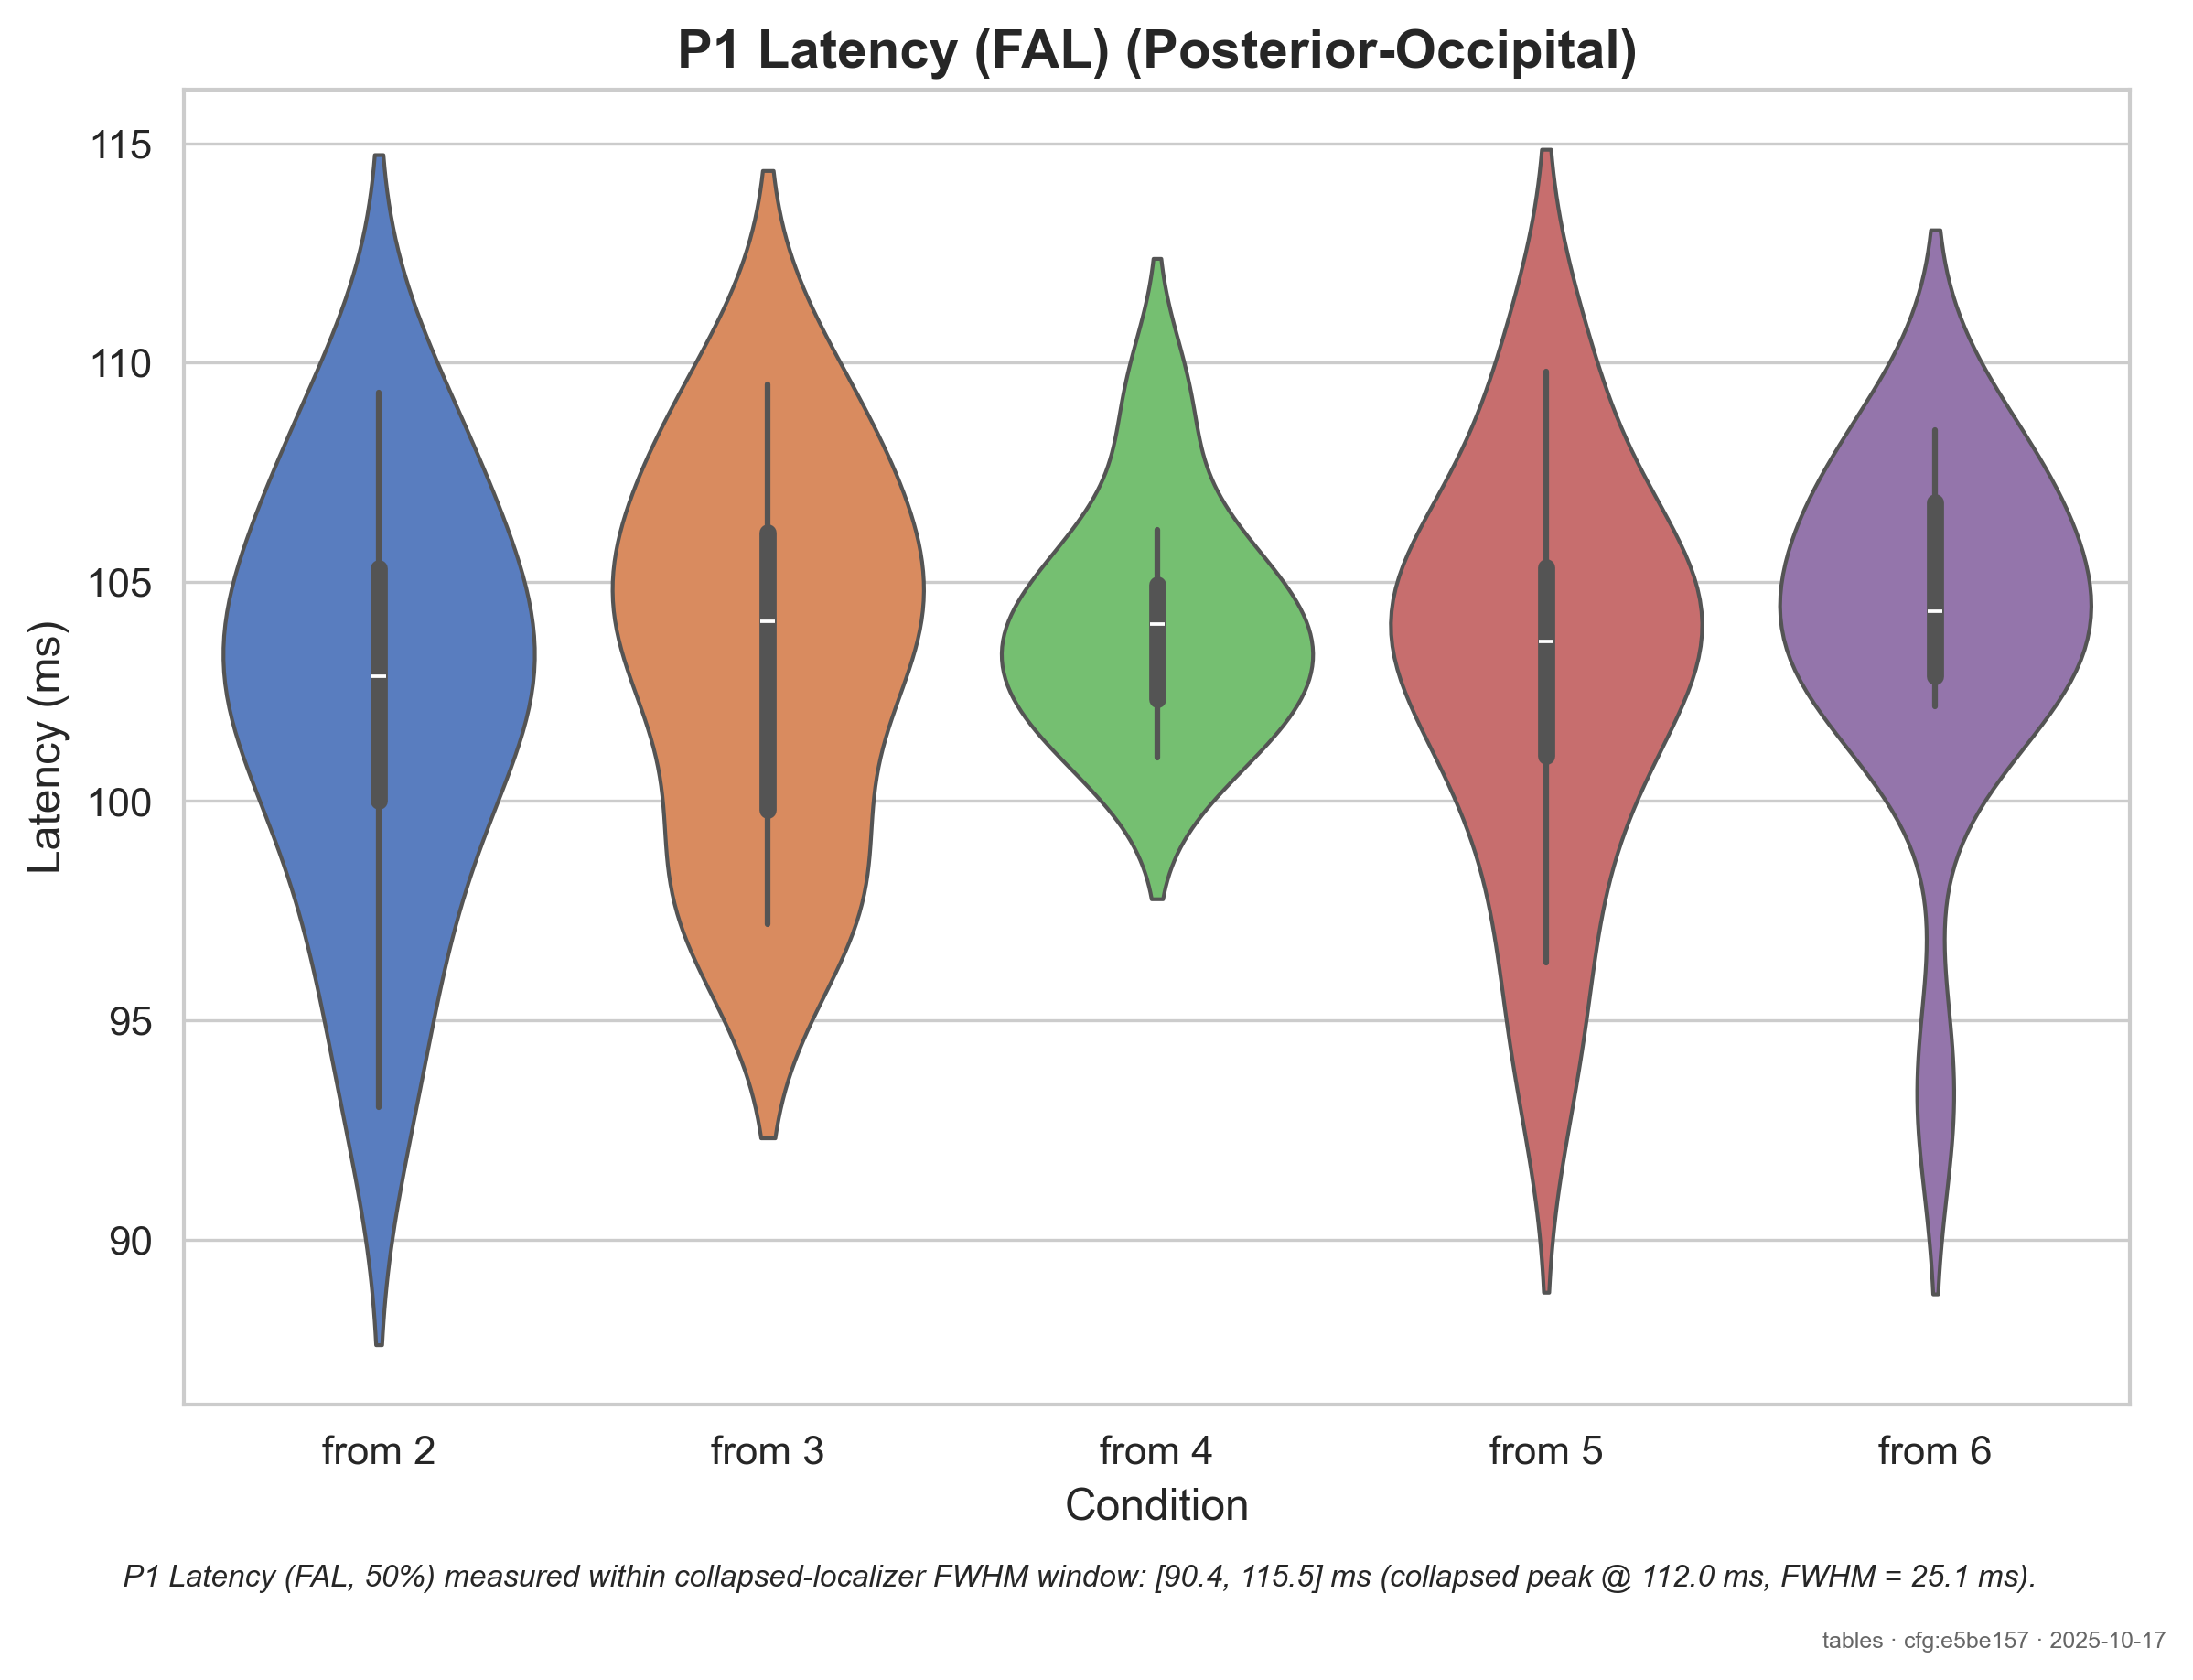 P1 Latency (FAL) (Posterior-Occipital)
115
110
105
100
95
90
Latency (ms)
from 2
from 3
from 4
from 5
from 6
Condition
P1 Latency (FAL, 50%) measured within collapsed-localizer FWHM window: [90.4, 115.5] ms (collapsed peak @ 112.0 ms, FWHM = 25.1 ms).
tables · cfg:e5be157 · 2025-10-17